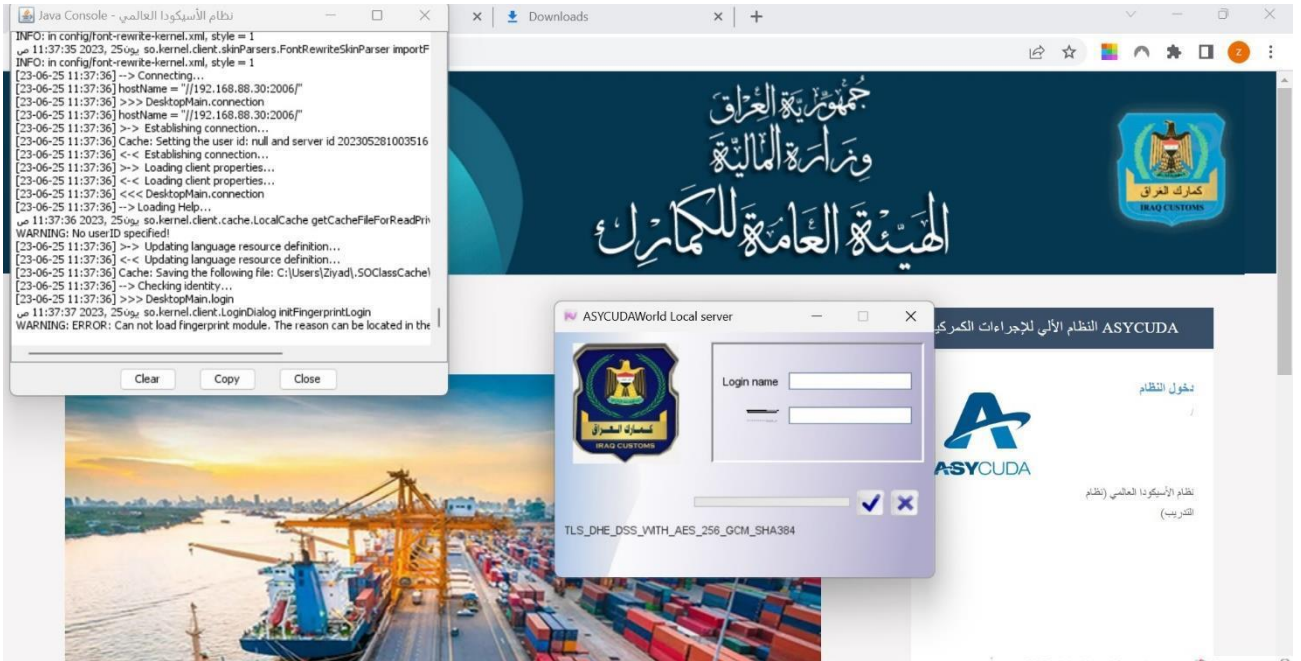 Java Console - نظام الأسيكودا العالمي
INFO: in config/font-rewrite-kernel.xml, style = 1
so.kernel.client.skinParsers.FontRewriteSkinParser importF يون 25, 2023 11:37:35 ص
INFO: in config/font-rewrite-kernel.xml, style = 1
[23-06-25 11:37:36] --> Connecting...
[23-06-25 11:37:36] hostName = "//192.168.88.30:2006/"
[23-06-25 11:37:36] >>> DesktopMain.connection
[23-06-25 11:37:36] hostName = "//192.168.88.30:2006/"
[23-06-25 11:37:36] >-> Establishing connection...
[23-06-25 11:37:36] Cache: Setting the user id: null and server id 202305281003516
[23-06-25 11:37:36] <-< Establishing connection...
[23-06-25 11:37:36] >-> Loading client properties...
[23-06-25 11:37:36] <-< Loading client properties...
[23-06-25 11:37:36] <<< DesktopMain.connection
[23-06-25 11:37:36] --> Loading Help...
so.kernel.client.cache.LocalCache getCacheFileForReadPriv يون 25, 2023 11:37:36 ص
WARNING: No userID specified!
[23-06-25 11:37:36] >-> Updating language resource definition...
[23-06-25 11:37:36] <-< Updating language resource definition...
[23-06-25 11:37:36] Cache: Saving the following file: C:\Users\Ziyad\.SOClassCache\
[23-06-25 11:37:36] --> Checking identity...
[23-06-25 11:37:36] >>> DesktopMain.login
so.kernel.client.LoginDialog initFingerprintLogin يون 25, 2023 11:37:37 ص
WARNING: ERROR: Can not load fingerprint module. The reason can be located in the
Clear
Copy
Close
Downloads
Z
جمهورية العراق
وزارة المالية
الهيئة العامة للكمارك
كمارك العراق
IRAQ CUSTOMS
ASYCUDAWorld Local server
Login name
كمارك العراق
IRAQ CUSTOMS
TLS_DHE_DSS_WITH_AES_256_GCM_SHA384
ASYCUDA النظام الألي للإجراءات الكمركي
دخول النظام
/
ASYCUDA
نظام الأسيكودا العالمي (نظام
التدريب)